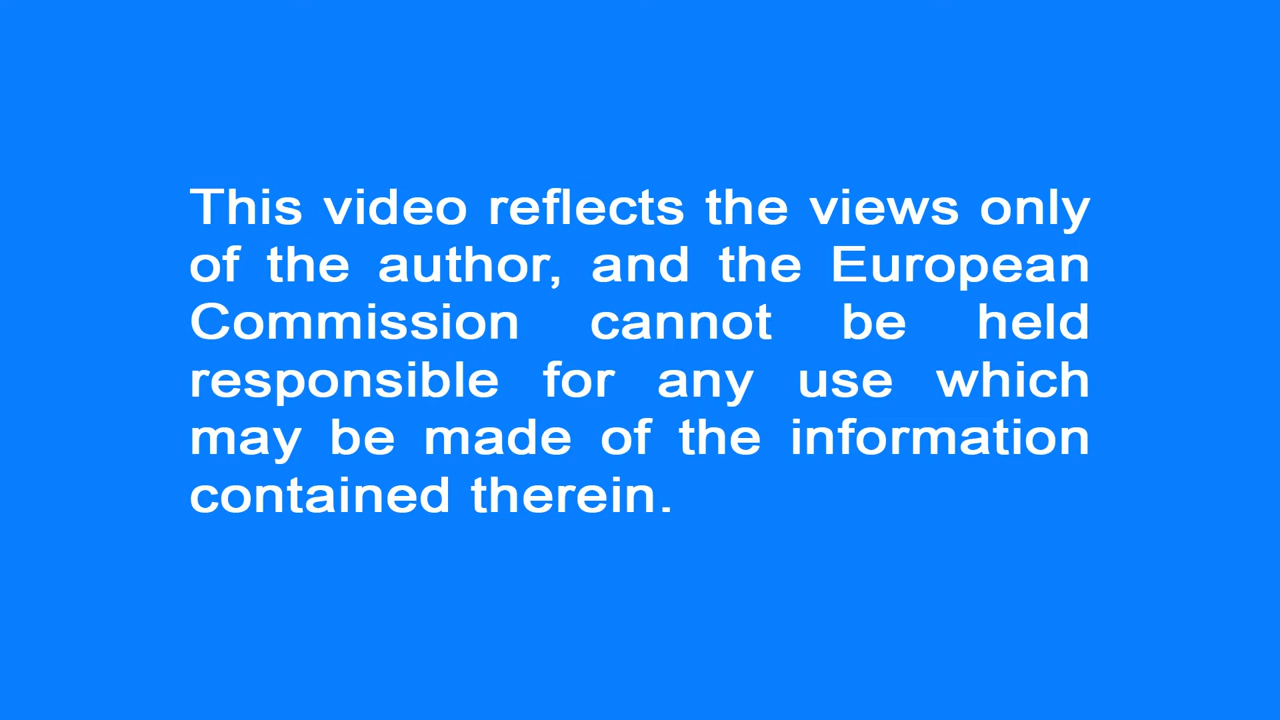 This video reflects the views only
of the author, and the European
Commission cannot be held
responsible for any use which
may be made of the information
contained therein.